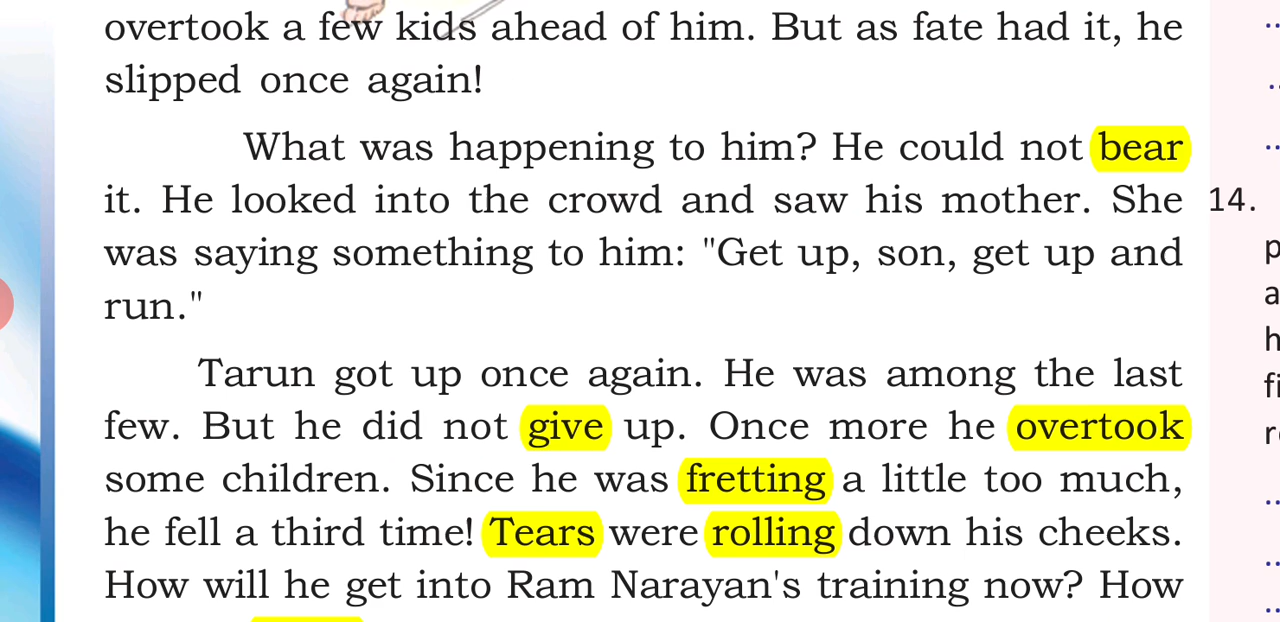 overtook a few kids ahead of him. But as fate had it, he
slipped once again!
What was happening to him? He could not bear
it. He looked into the crowd and saw his mother. She
was saying something to him: "Get up, son, get up and
run."
Tarun got up once again. He was among the last
few. But he did not give up. Once more he overtook
some children. Since he was fretting a little too much,
he fell a third time! Tears were rolling down his cheeks.
How will he get into Ram Narayan's training now? How
14.
p
a
h
fi